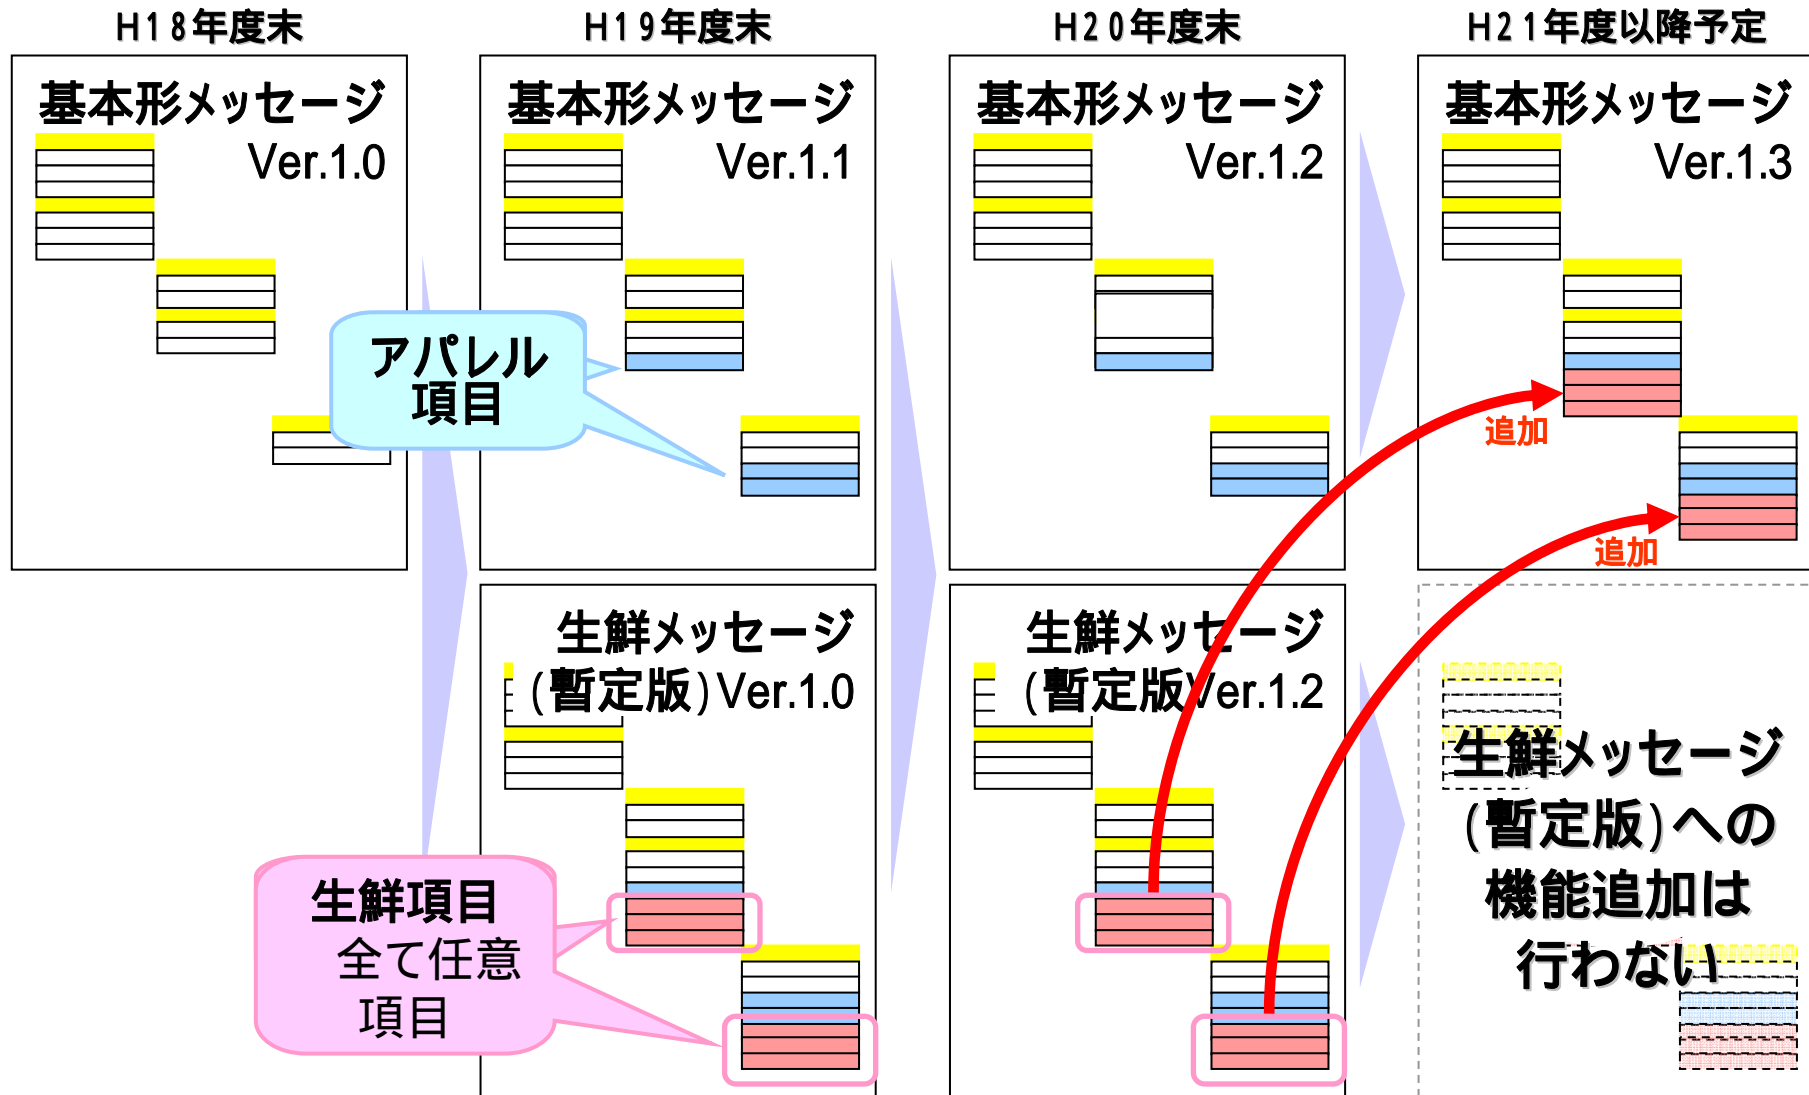 H18年度末
H19年度末
H20年度末
H21年度以降予定
基本形メッセージ
Ver.1.0
基本形メッセージ
Ver.1.1
基本形メッセージ
Ver.1.2
基本形メッセージ
Ver.1.3
アパレル
項目
追加
追加
生鮮メッセージ
(暫定版)Ver.1.0
生鮮メッセージ
(暫定版Ver.1.2
生鮮メッセージ
(暫定版)への
機能追加は
行わない
生鮮項目
全て任意
項目